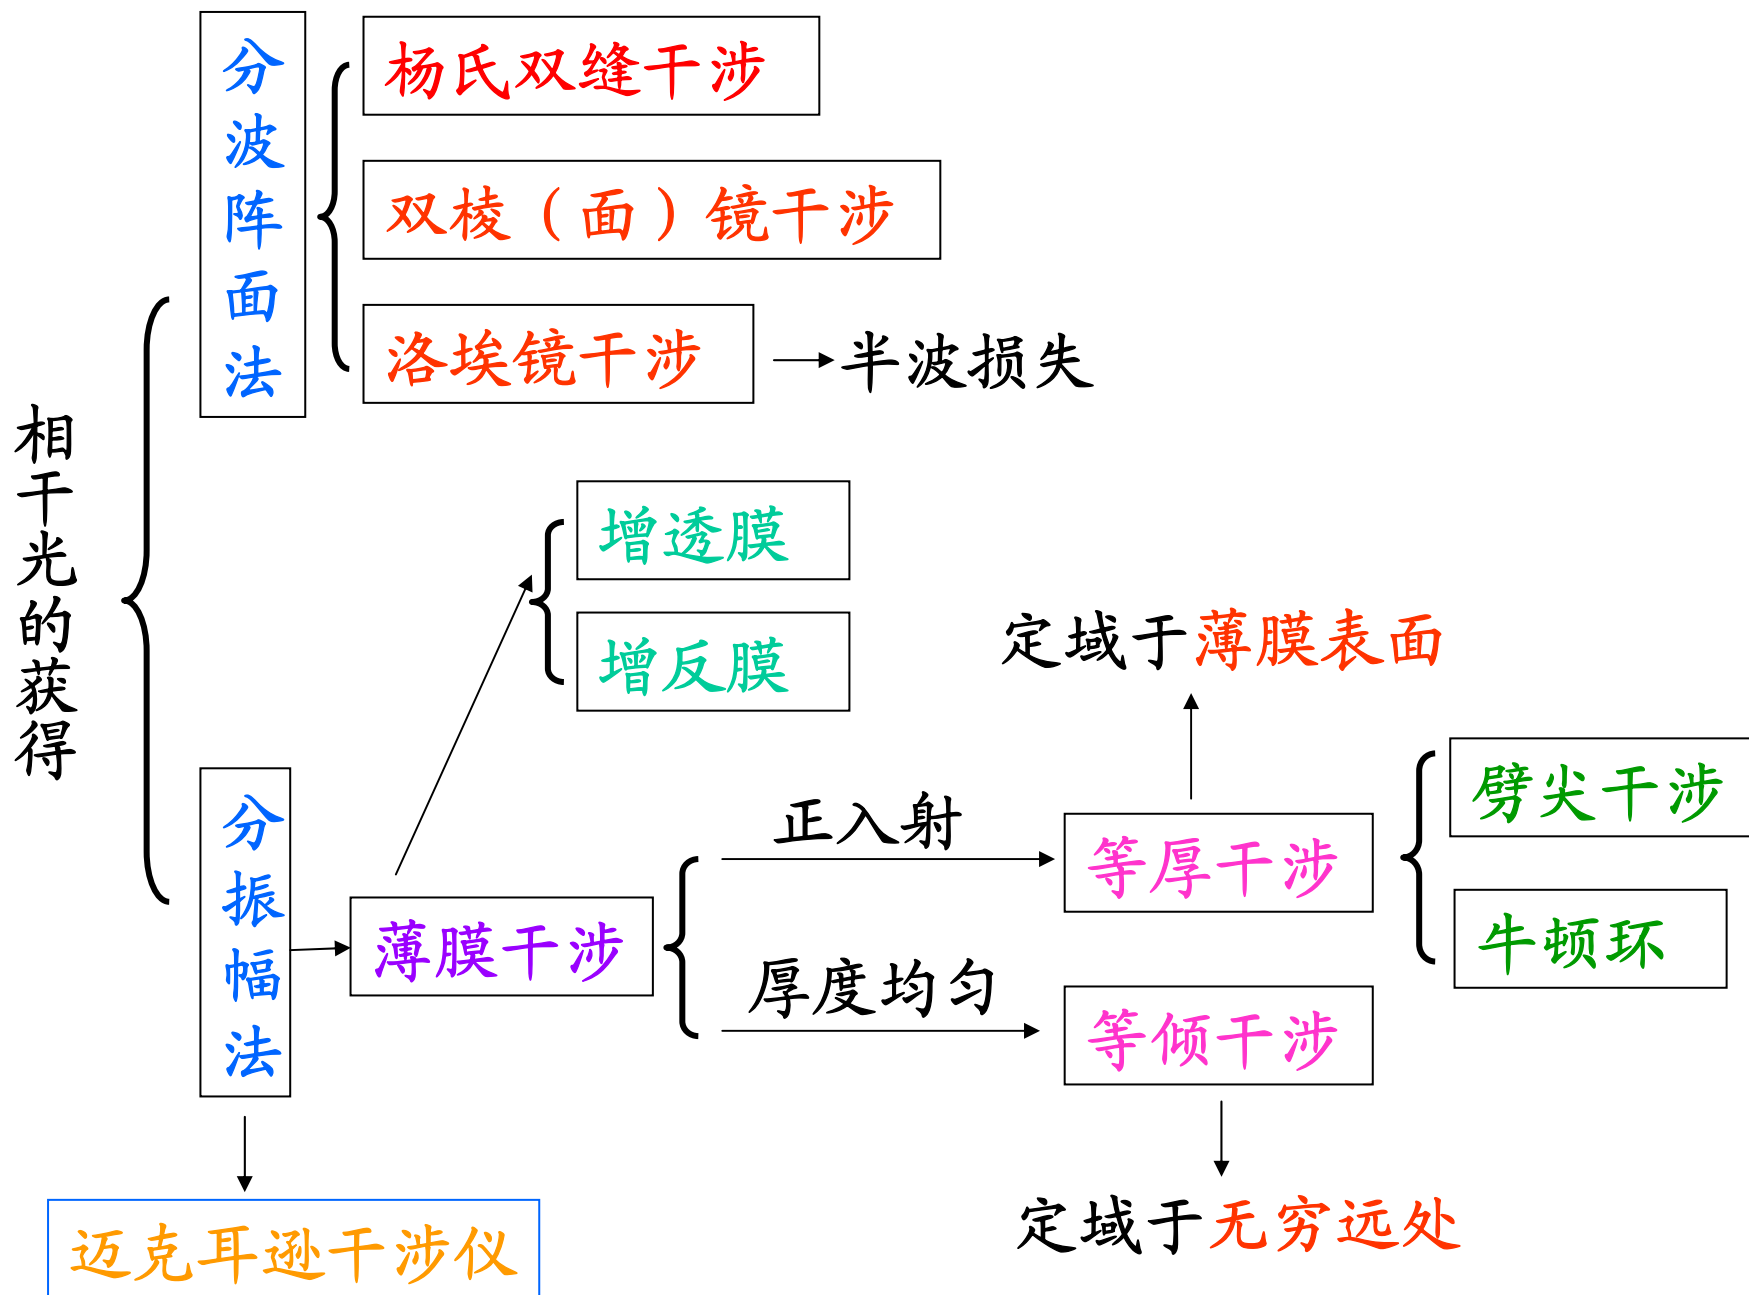 相干光的获得
分波阵面法
杨氏双缝干涉
双棱（面）镜干涉
洛埃镜干涉
半波损失
分振幅法
薄膜干涉
增透膜
增反膜
正入射
厚度均匀
定域于薄膜表面
等厚干涉
劈尖干涉
牛顿环
等倾干涉
定域于无穷远处
迈克耳逊干涉仪